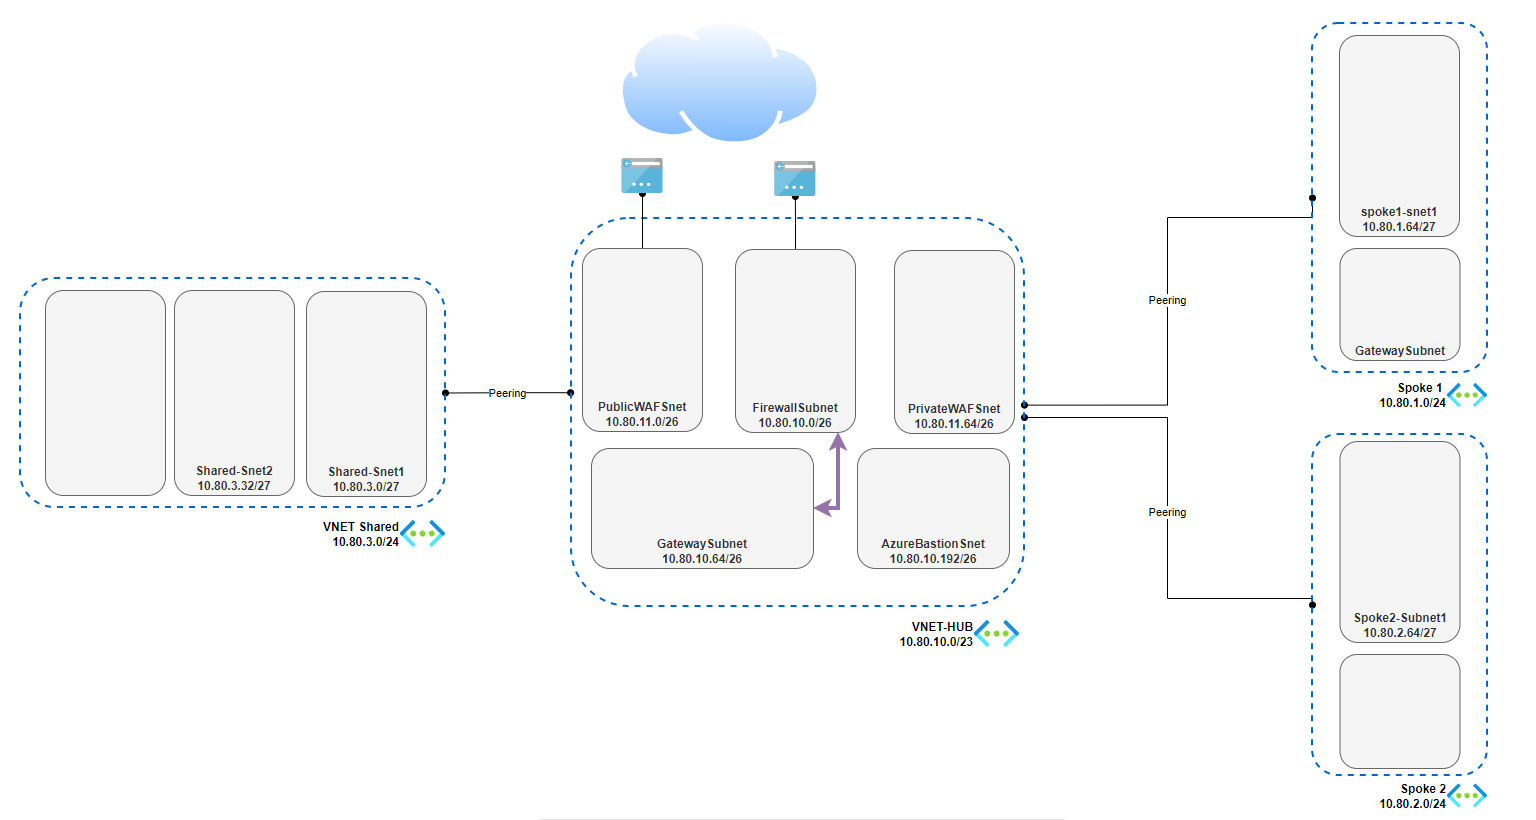 Shared-Snet2
10.80.3.32/27
Shared-Snet1
10.80.3.0/27
VNET Shared
10.80.3.0/24
Peering
PublicWAFSnet
10.80.11.0/26
FirewallSubnet
10.80.10.0/26
PrivateWAFSnet
10.80.11.64/26
GatewaySubnet
10.80.10.64/26
AzureBastionSnet
10.80.10.192/26
VNET-HUB
10.80.10.0/23
Peering
Peering
spoke1-snet1
10.80.1.64/27
GatewaySubnet
Spoke 1
10.80.1.0/24
Spoke2-Subnet1
10.80.2.64/27
Spoke 2
10.80.2.0/24